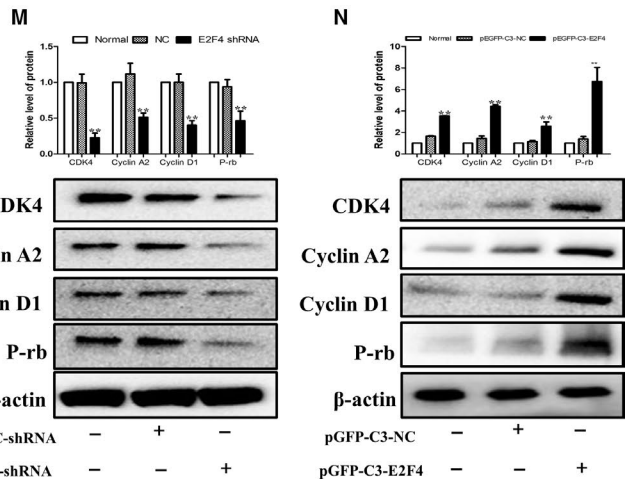 M
Normal NC E2F4 shRNA
Relative level of protein
1.5
1.0
0.5
0.0
** ** ** **
CDK4 Cyclin A2 Cyclin D1 P-rb
DK4
n A2
n D1
P-rb
-actin
C-shRNA – + –
-shRNA – – +
N
Normal pEGFP-C3-NC pEGFP-C3-E2F4
Relative level of protein
10
8
6
4
2
0
** ** ** **
CDK4 Cyclin A2 Cyclin D1 P-rb
CDK4
Cyclin A2
Cyclin D1
P-rb
β-actin
pGFP-C3-NC – + –
pGFP-C3-E2F4 – – +